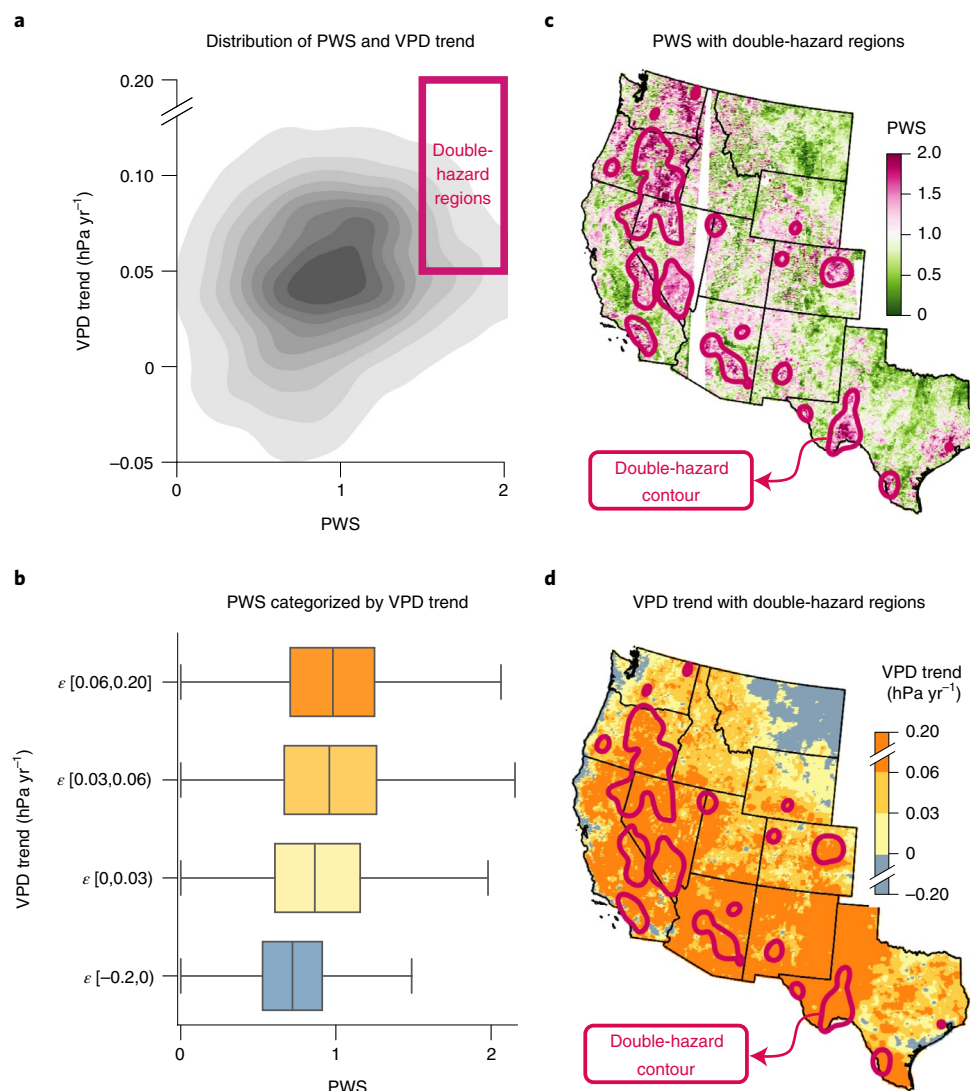 a
Distribution of PWS and VPD trend
0.20
0.10
0.05
0
−0.05
VPD trend (hPa yr⁻¹)
Double-
hazard
regions
0
1
2
PWS
c
PWS with double-hazard regions
PWS
2.0
1.5
1.0
0.5
0
Double-hazard
contour
b
PWS categorized by VPD trend
VPD trend (hPa yr⁻¹)
ε [0.06,0.20]
ε [0.03,0.06)
ε [0,0.03)
ε [−0.2,0)
0
1
2
PWS
d
VPD trend with double-hazard regions
VPD trend
(hPa yr⁻¹)
0.20
0.06
0.03
0
−0.20
Double-hazard
contour